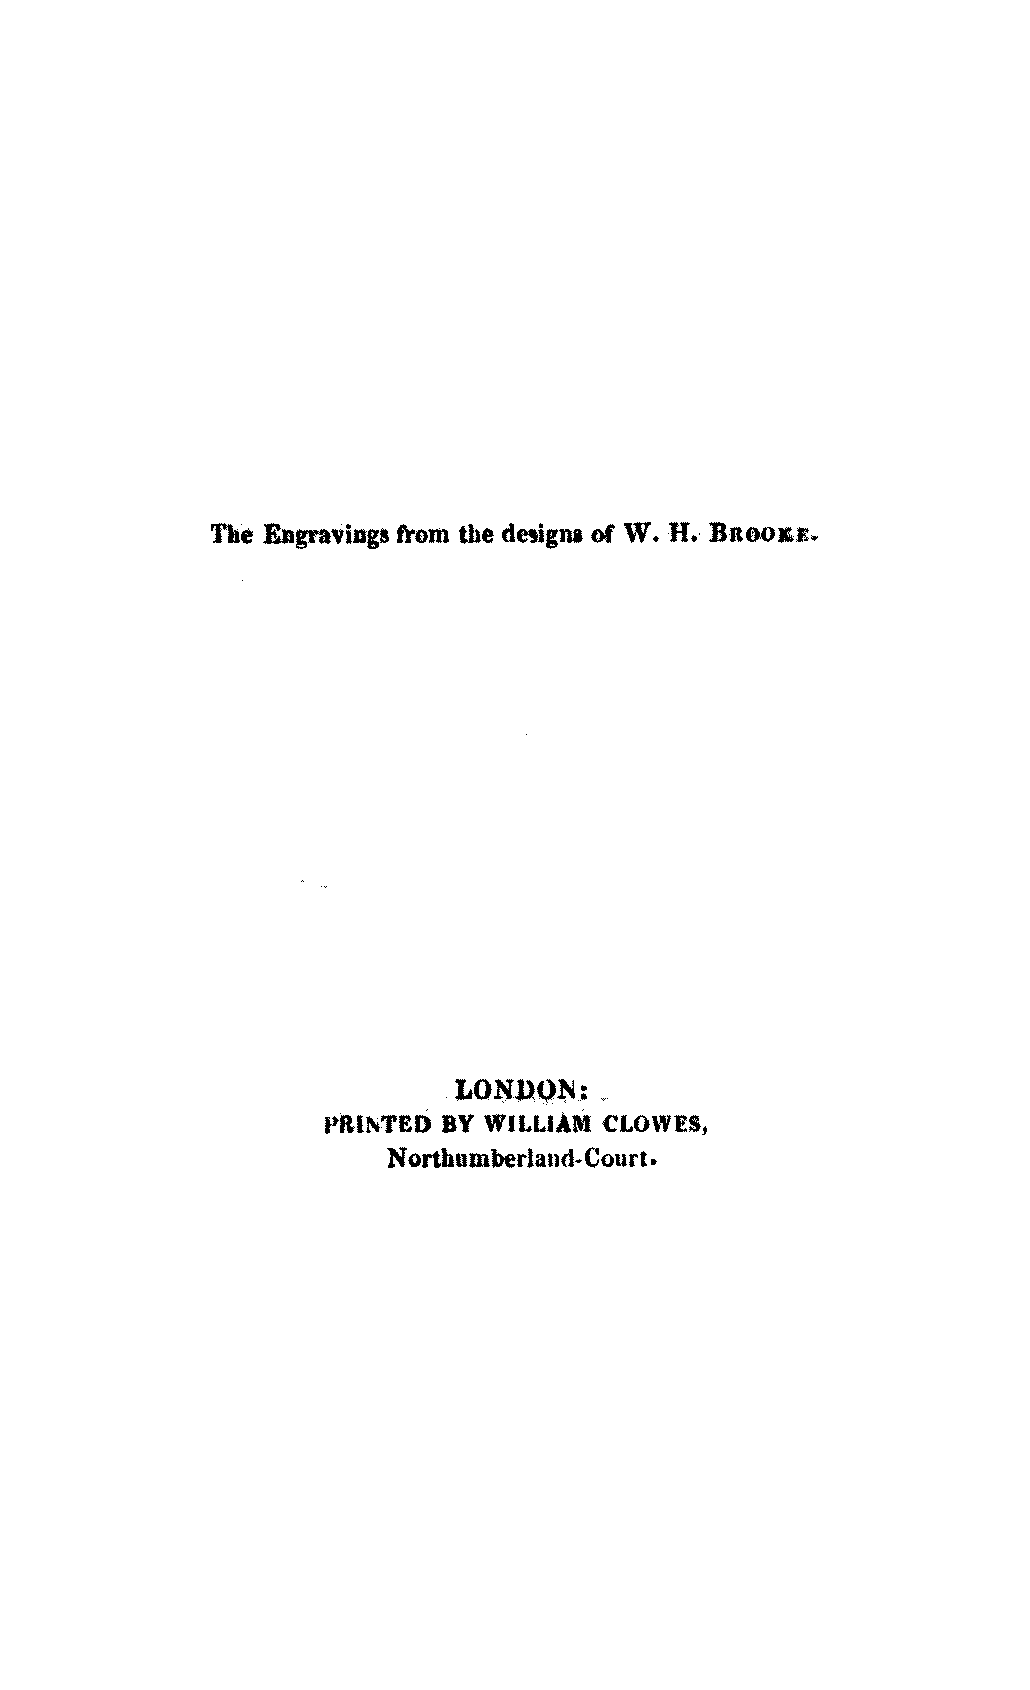 The Engravings from the designs of W. H. BROOKE.
LONDON:
PRINTED BY WILLIAM CLOWES,
Northumberland-Court.